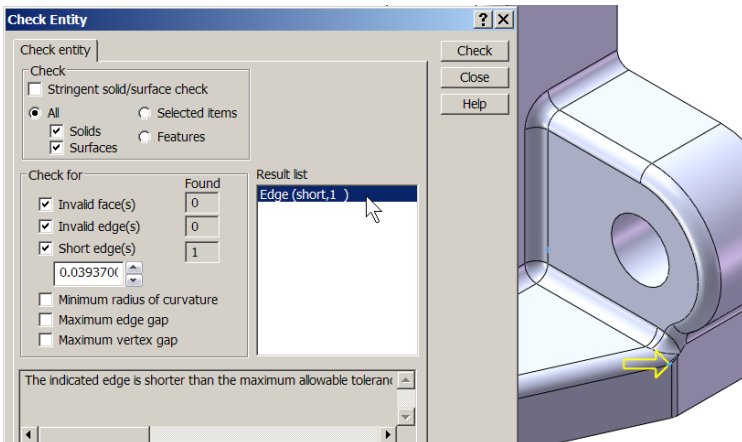 Check Entity
Check entity
Check
Close
Help
Check
Stringent solid/surface check
All
Selected items
Solids
Features
Surfaces
Check for
Found
Result list
Invalid face(s)
0
Edge (short,1 )
Invalid edge(s)
0
Short edge(s)
1
0.039370
Minimum radius of curvature
Maximum edge gap
Maximum vertex gap
The indicated edge is shorter than the maximum allowable toleranc